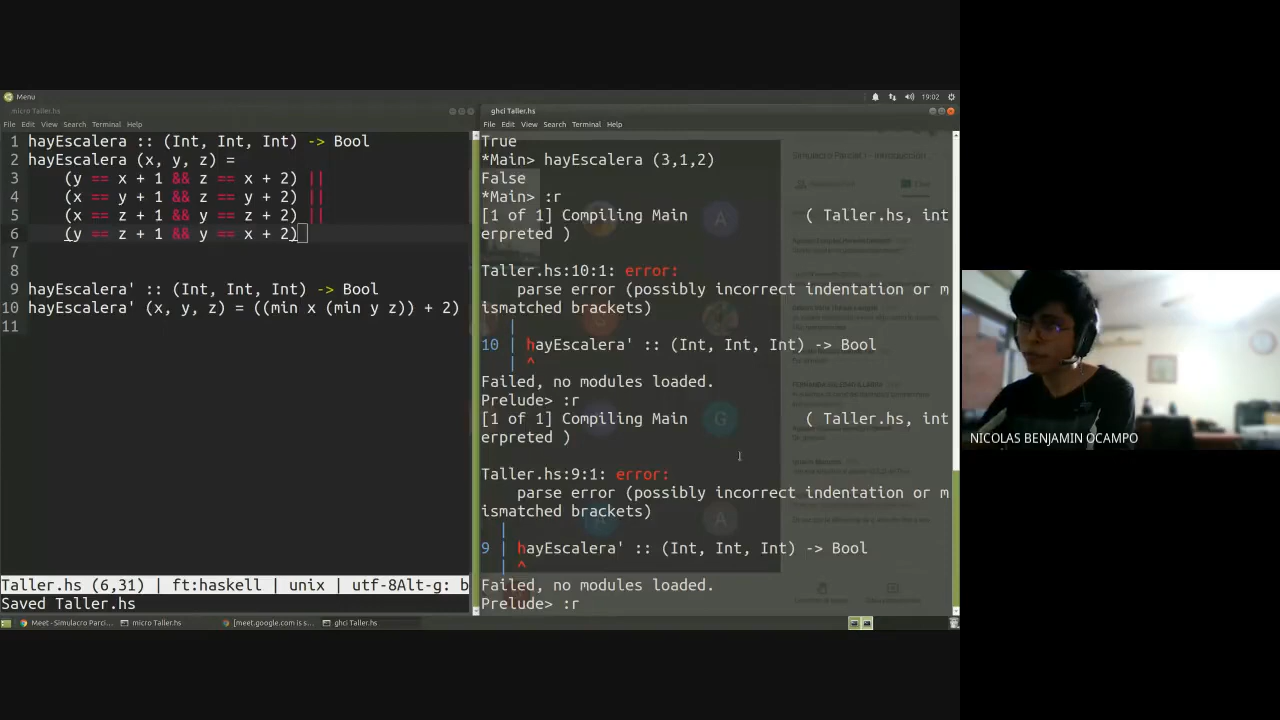 Menu
19:02
micro Taller.hs
File Edit View Search Terminal Help
1 hayEscalera :: (Int, Int, Int) -> Bool
2 hayEscalera (x, y, z) =
3 (y == x + 1 && z == x + 2) ||
4 (x == y + 1 && z == y + 2) ||
5 (x == z + 1 && y == z + 2) ||
6 (y == z + 1 && y == x + 2)
7
8
9 hayEscalera' :: (Int, Int, Int) -> Bool
10 hayEscalera' (x, y, z) = ((min x (min y z)) + 2)
11
Taller.hs (6,31) | ft:haskell | unix | utf-8Alt-g: b
Saved Taller.hs
ghci Taller.hs
File Edit View Search Terminal Help
True
*Main> hayEscalera (3,1,2)
False
*Main> :r
[1 of 1] Compiling Main ( Taller.hs, int
erpreted )
Taller.hs:10:1: error:
parse error (possibly incorrect indentation or m
ismatched brackets)
|
10 | hayEscalera' :: (Int, Int, Int) -> Bool
| ^
Failed, no modules loaded.
Prelude> :r
[1 of 1] Compiling Main ( Taller.hs, int
erpreted )
Taller.hs:9:1: error:
parse error (possibly incorrect indentation or m
ismatched brackets)
|
9 | hayEscalera' :: (Int, Int, Int) -> Bool
| ^
Failed, no modules loaded.
Prelude> :r
Simulacro Parcial I - Introducción
Meet - Simulacro Parci...
micro Taller.hs
[meet.google.com is s...
ghci Taller.hs
NICOLAS BENJAMIN OCAMPO